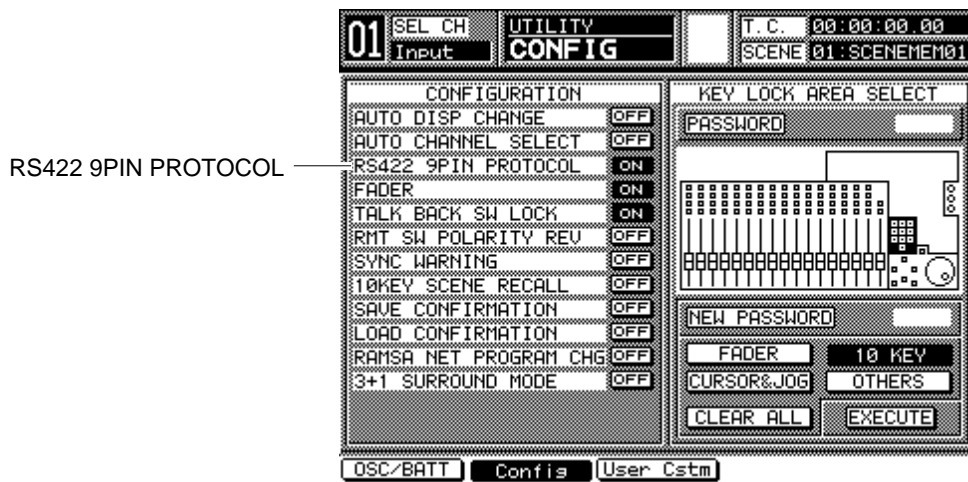 RS422 9PIN PROTOCOL
01 SEL CH Input
UTILITY
CONFIG
T.C. 00:00:00.00
SCENE 01:SCENEMEM01
CONFIGURATION
AUTO DISP CHANGE OFF
AUTO CHANNEL SELECT OFF
RS422 9PIN PROTOCOL ON
FADER ON
TALK BACK SW LOCK ON
RMT SW POLARITY REV OFF
SYNC WARNING OFF
10KEY SCENE RECALL OFF
SAVE CONFIRMATION OFF
LOAD CONFIRMATION OFF
RAMSA NET PROGRAM CHG OFF
3+1 SURROUND MODE OFF
KEY LOCK AREA SELECT
PASSWORD
NEW PASSWORD
FADER 10 KEY
CURSOR&JOG OTHERS
CLEAR ALL EXECUTE
OSC/BATT Config User Cstm